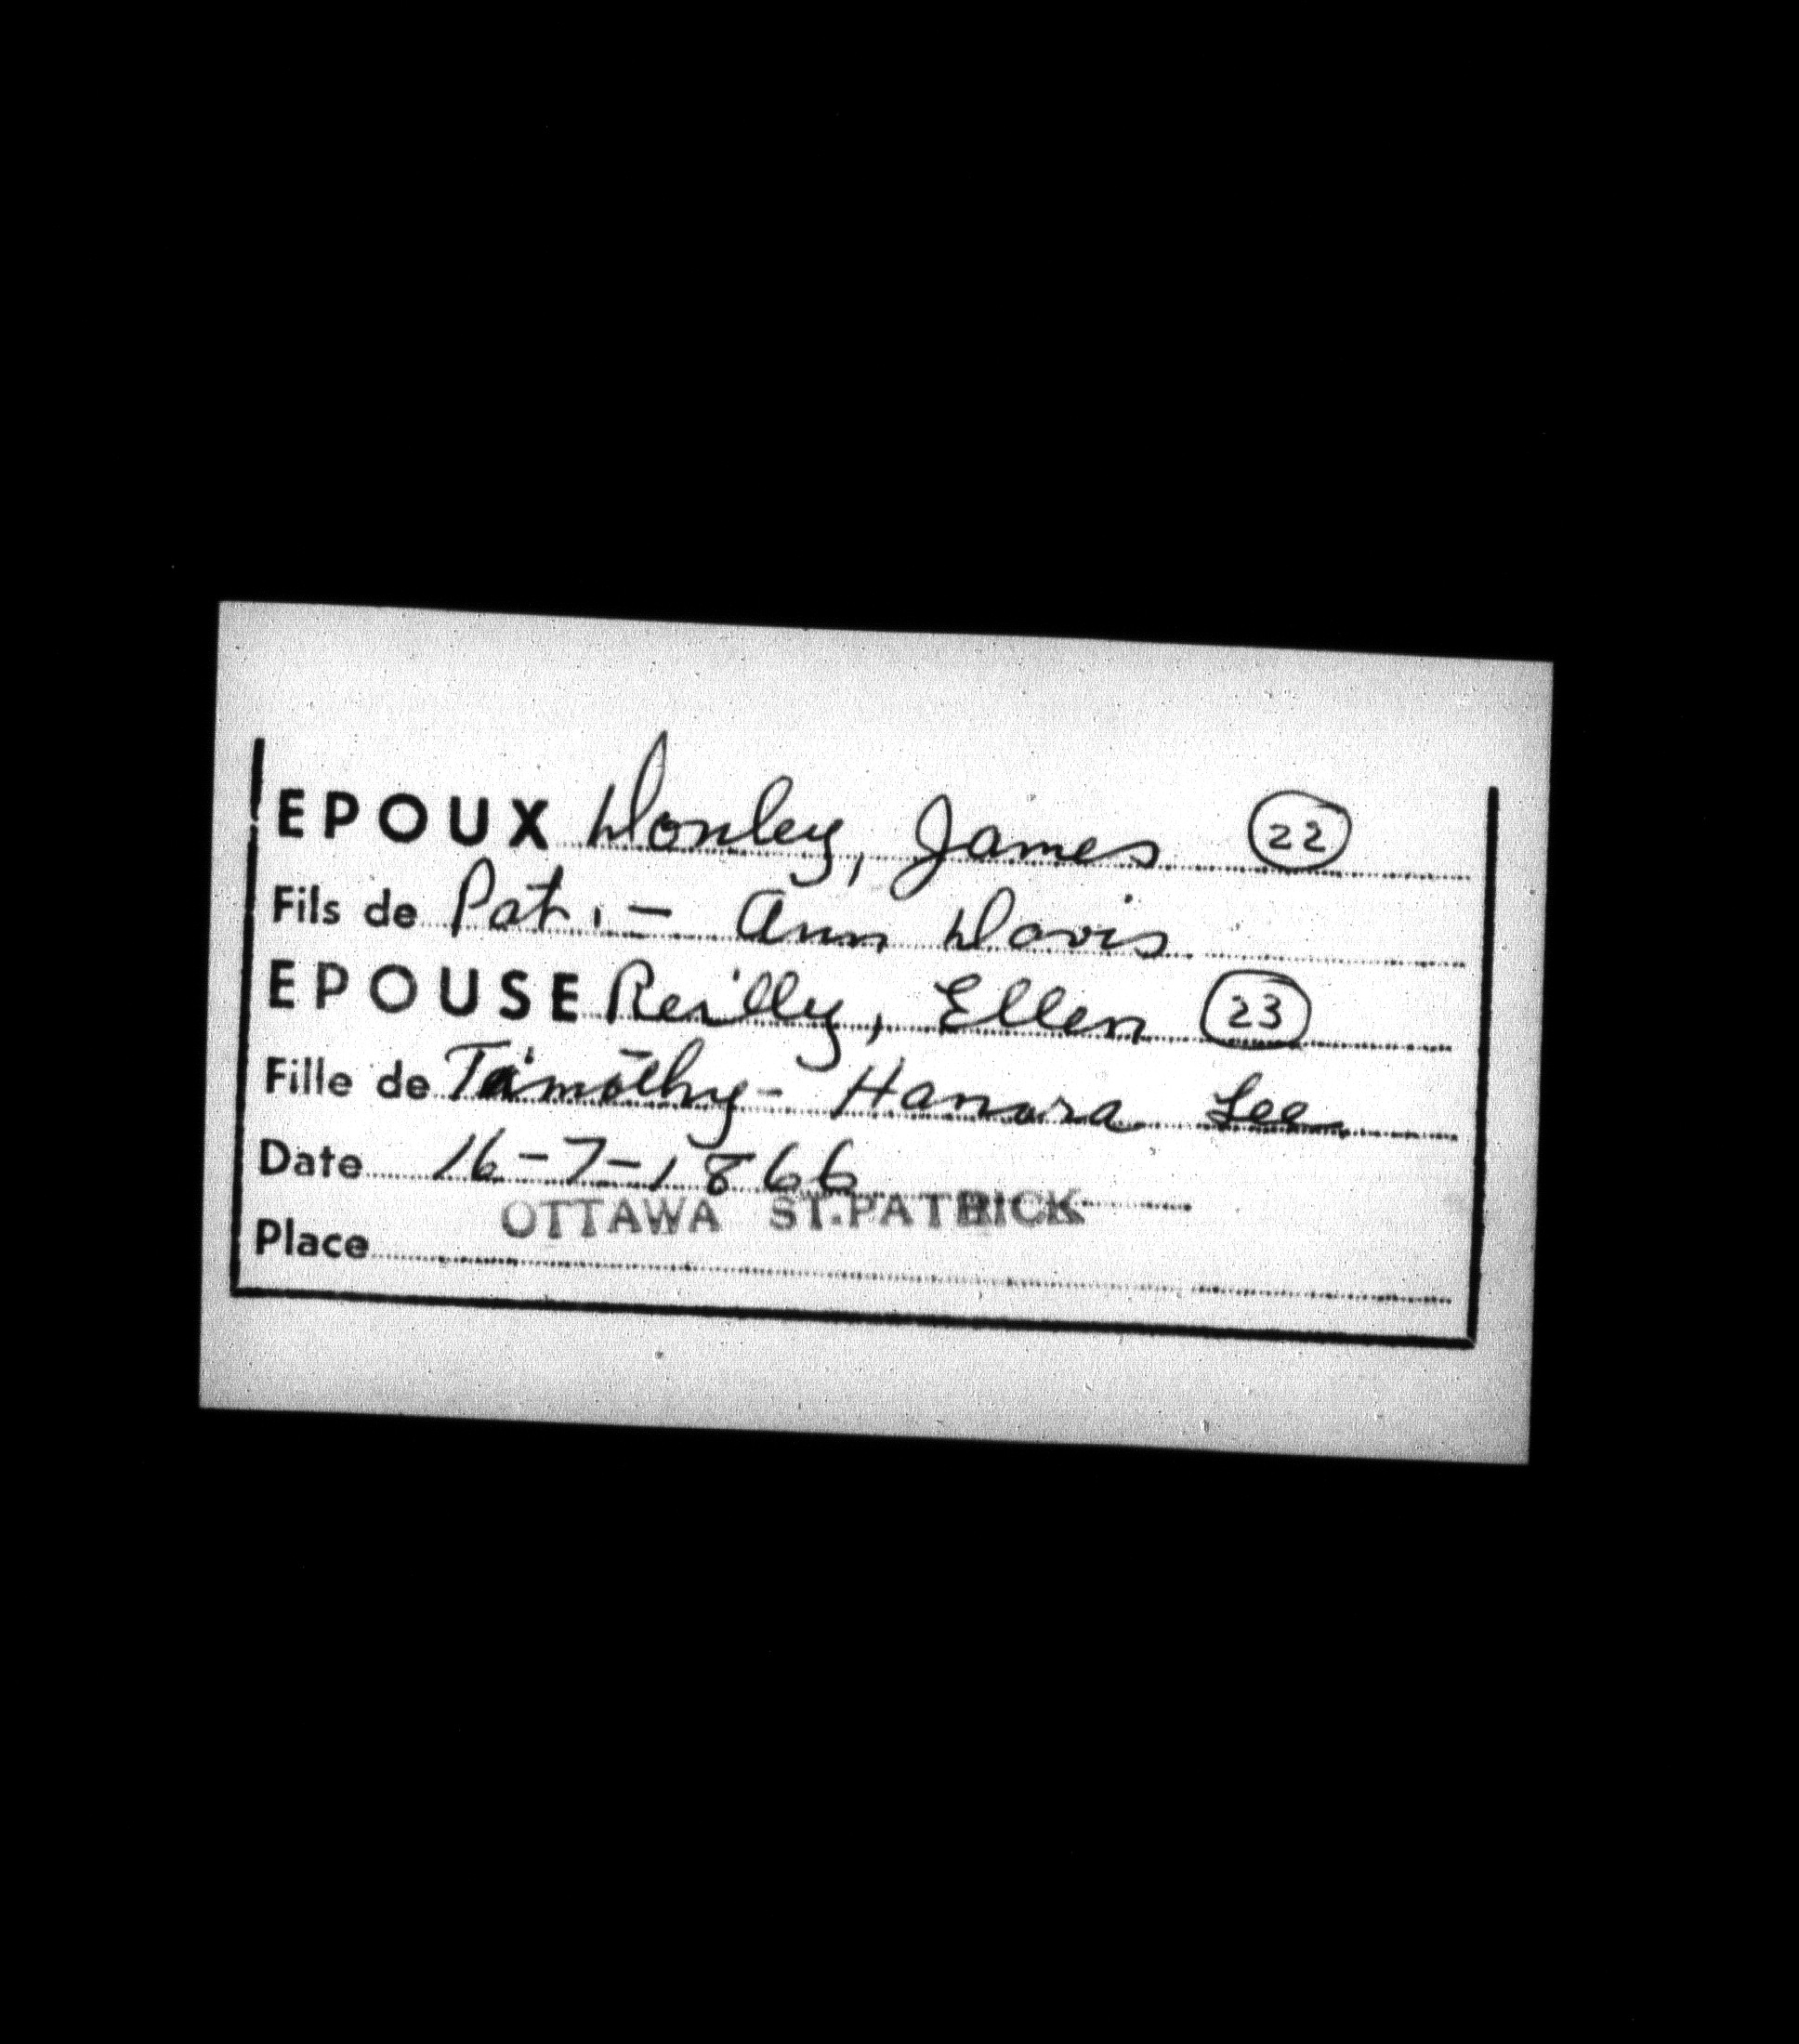 EPOUX Donley, James 22
Fils de Pat. - Ann Davis
EPOUSE Reilly, Ellen 23
Fille de Timothy - Hanora Lee
Date 16-7-1866
OTTAWA ST.PATRICK
Place